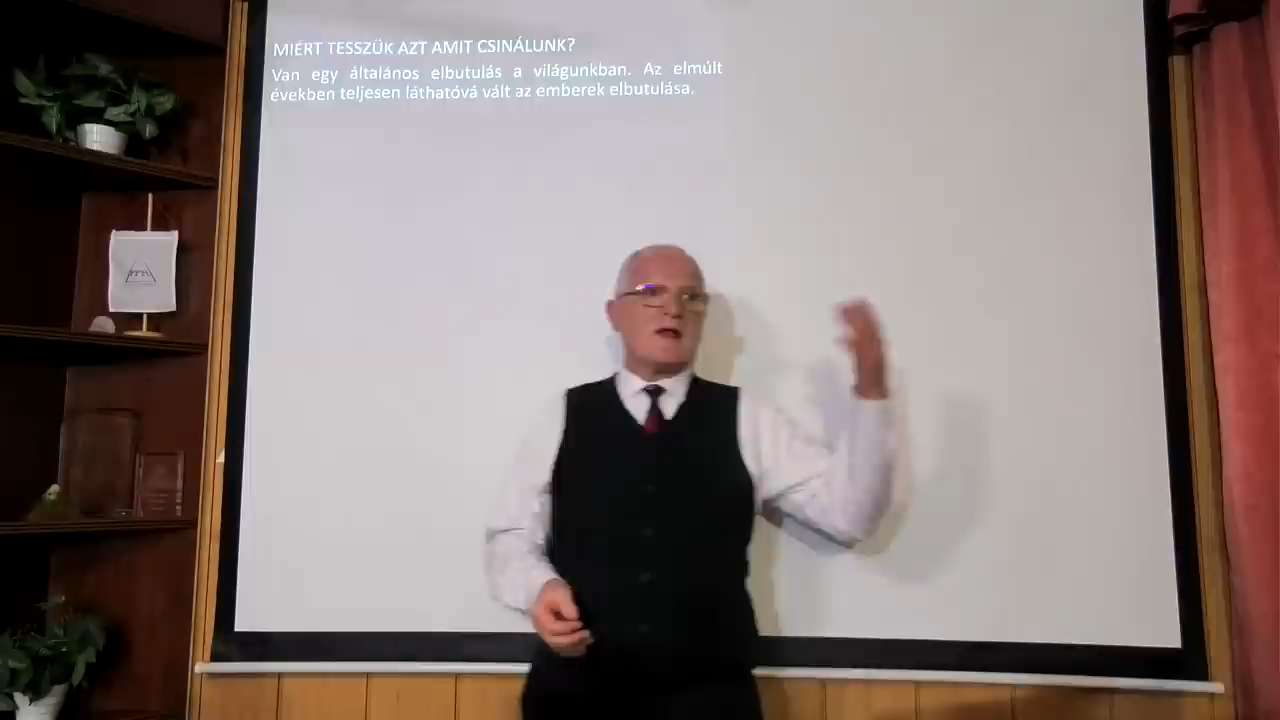 MIÉRT TESSZÜK AZT AMIT CSINÁLUNK?
Van egy általános elbutulás a világunkban. Az elmúlt
években teljesen láthatóvá vált az emberek elbutulása.